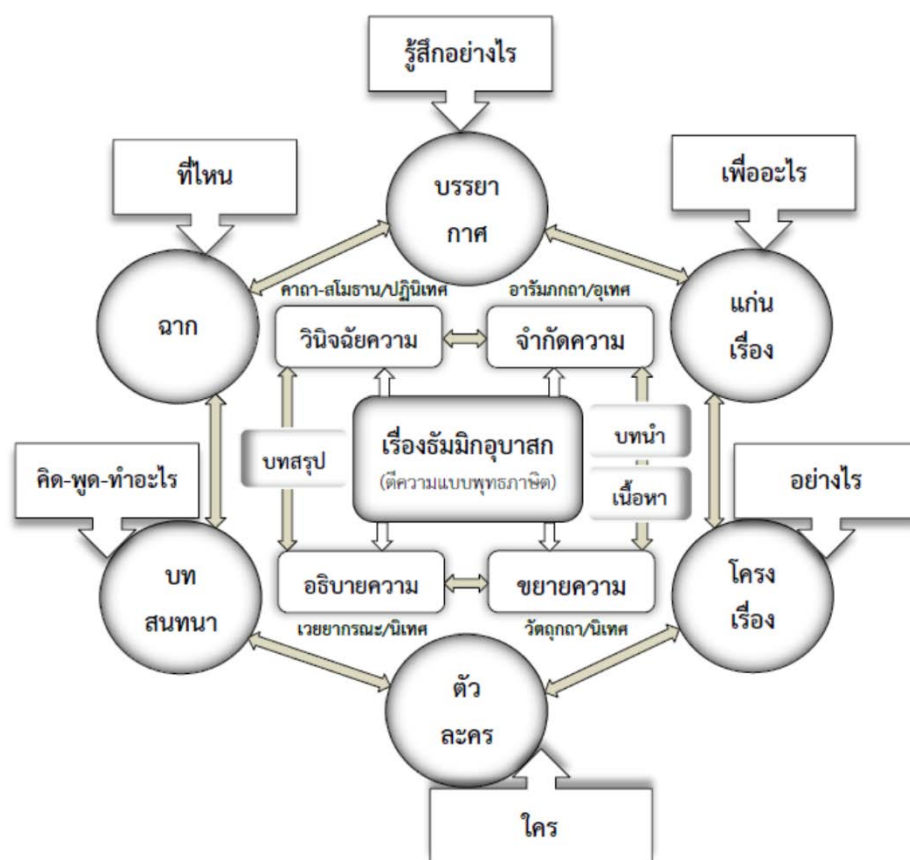 รู้สึกอย่างไร
ที่ไหน
เพื่ออะไร
บรรยา
กาศ
ฉาก
แก่น
เรื่อง
คาถา-สโมธาน/ปฏินิเทศ
อารัมภกถา/อุเทศ
วินิจฉัยความ
จำกัดความ
เรื่องธัมมิกอุบาสก
(ตีความแบบพุทธภาษิต)
บทสรุป
บทนำ
เนื้อหา
คิด-พูด-ทำอะไร
อย่างไร
บท
สนทนา
โครง
เรื่อง
อธิบายความ
ขยายความ
เวยยากรณะ/นิเทศ
วัตถุกถา/นิเทศ
ตัว
ละคร
ใคร